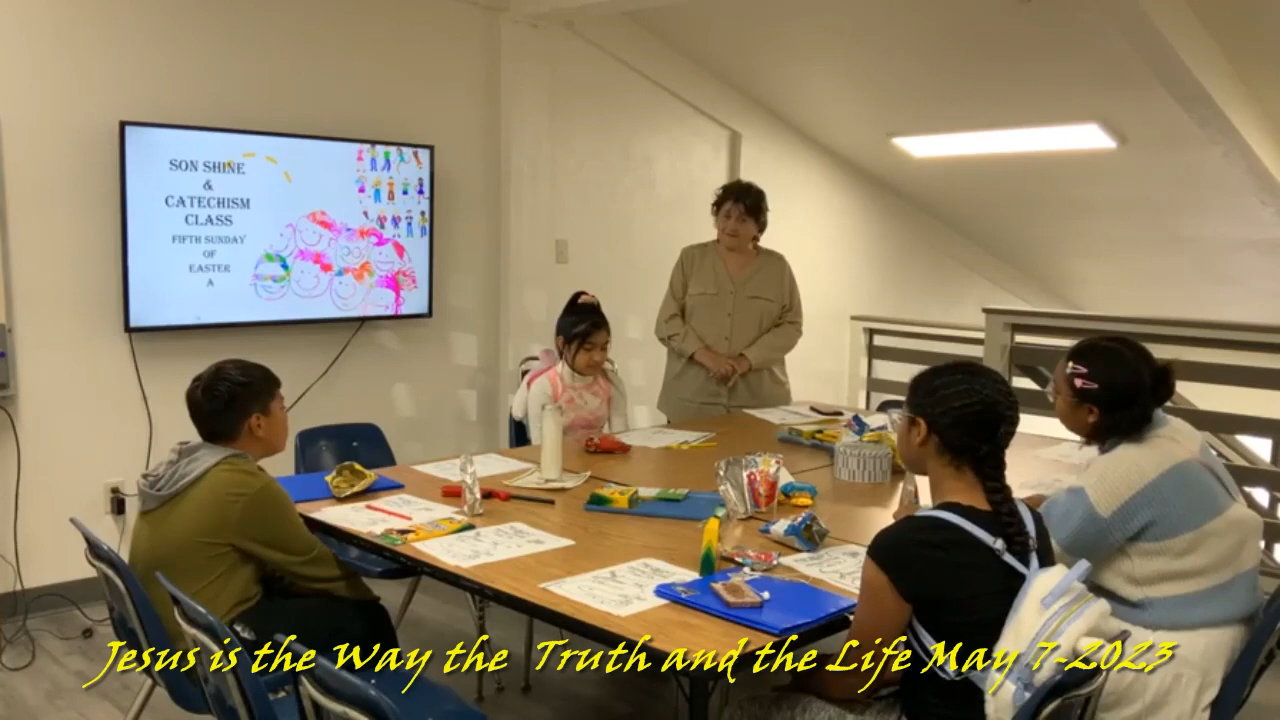 SON SHINE
&
CATECHISM
CLASS
FIFTH SUNDAY
OF
EASTER
A
Jesus is the Way the Truth and the Life May 7-2023